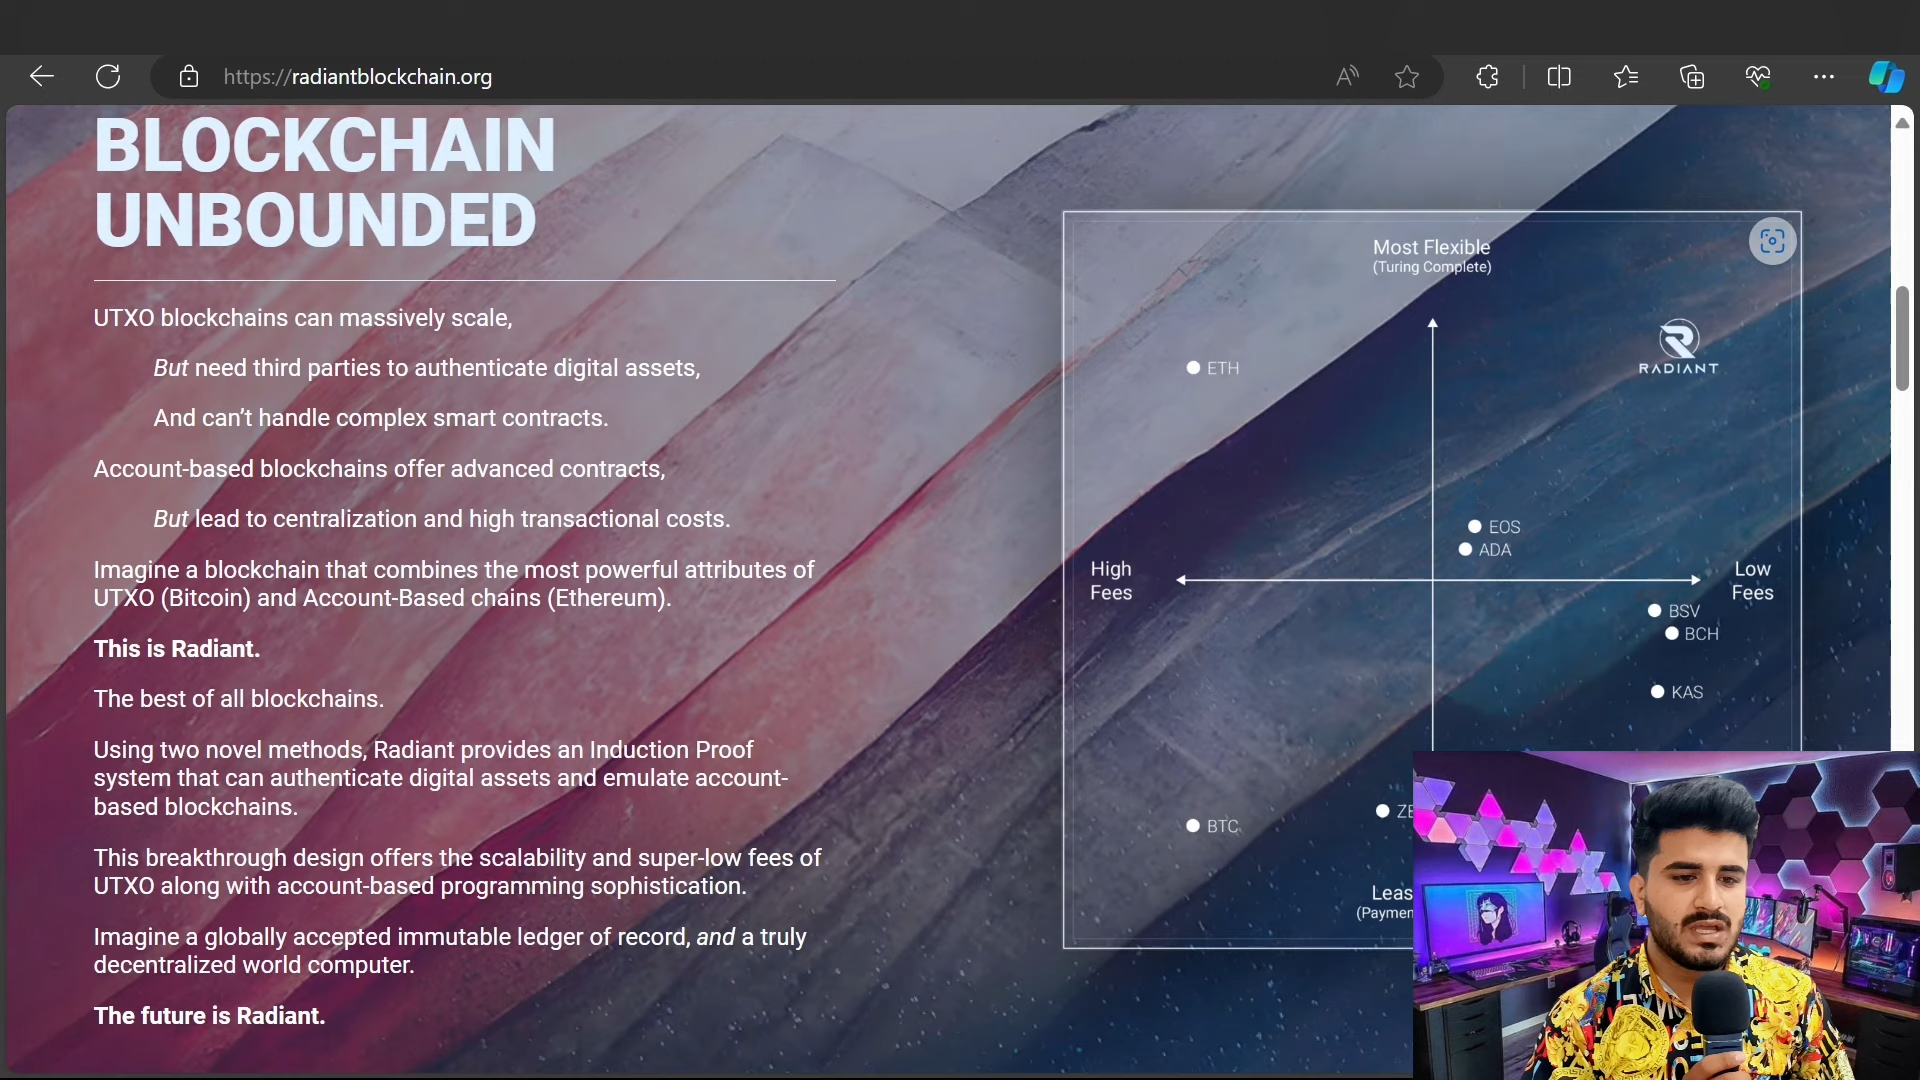 https://radiantblockchain.org
BLOCKCHAIN
UNBOUNDED
UTXO blockchains can massively scale,
But need third parties to authenticate digital assets,
And can’t handle complex smart contracts.
Account-based blockchains offer advanced contracts,
But lead to centralization and high transactional costs.
Imagine a blockchain that combines the most powerful attributes of
UTXO (Bitcoin) and Account-Based chains (Ethereum).
This is Radiant.
The best of all blockchains.
Using two novel methods, Radiant provides an Induction Proof
system that can authenticate digital assets and emulate account-
based blockchains.
This breakthrough design offers the scalability and super-low fees of
UTXO along with account-based programming sophistication.
Imagine a globally accepted immutable ledger of record, and a truly
decentralized world computer.
The future is Radiant.
Most Flexible
(Turing Complete)
ETH
RADIANT
EOS
ADA
High
Fees
Low
Fees
BSV
BCH
KAS
BTC